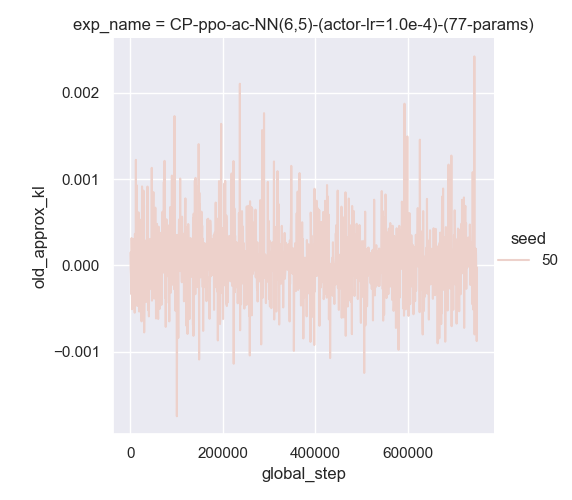 exp_name = CP-ppo-ac-NN(6,5)-(actor-lr=1.0e-4)-(77-params)
0.002
0.001
0.000
−0.001
old_approx_kl
0
200000
400000
600000
global_step
seed
50